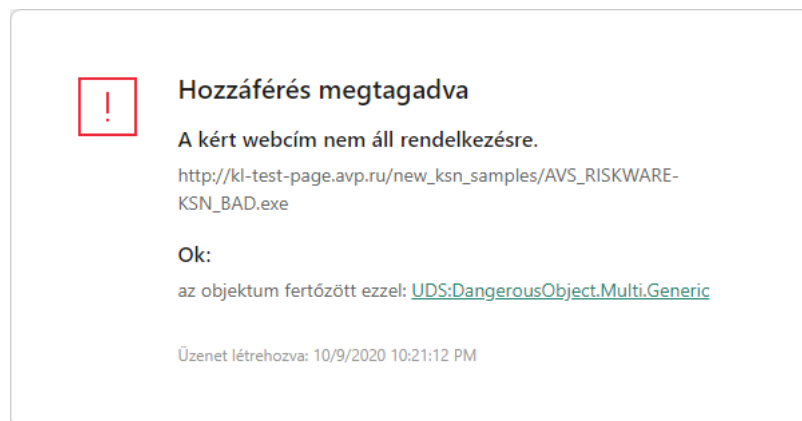 !
Hozzáférés megtagadva
A kért webcím nem áll rendelkezésre.
http://kl-test-page.avp.ru/new_ksn_samples/AVS_RISKWARE-
KSN_BAD.exe
Ok:
az objektum fertőzött ezzel: UDS:DangerousObject.Multi.Generic
Üzenet létrehozva: 10/9/2020 10:21:12 PM